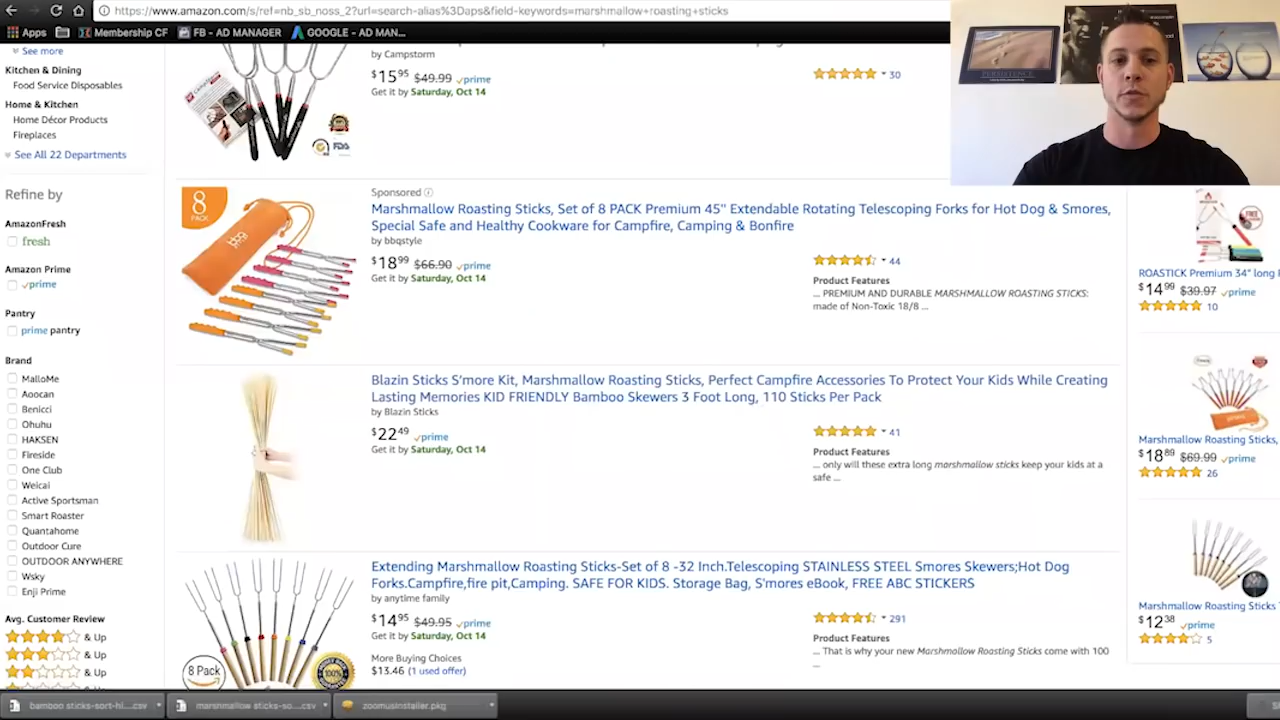 https://www.amazon.com/s/ref=nb_sb_noss_2?url=search-alias%3Daps&field-keywords=marshmallow+roasting+sticks
Apps
Membership CF
FB - AD MANAGER
GOOGLE - AD MAN...
See more
Kitchen & Dining
Food Service Disposables
Home & Kitchen
Home Décor Products
Fireplaces
See All 22 Departments
Refine by
AmazonFresh
fresh
Amazon Prime
prime
Pantry
prime pantry
Brand
MalloMe
Aoocan
Benicci
Ohuhu
HAKSEN
Fireside
One Club
Weicai
Active Sportsman
Smart Roaster
Quantahome
Outdoor Cure
OUTDOOR ANYWHERE
Wsky
Enji Prime
Avg. Customer Review
& Up
& Up
& Up
by Campstorm
$15 95 $49.99 prime
Get it by Saturday, Oct 14
30
FDA
Sponsored
8 PACK
bbq
Marshmallow Roasting Sticks, Set of 8 PACK Premium 45" Extendable Rotating Telescoping Forks for Hot Dog & Smores,
Special Safe and Healthy Cookware for Campfire, Camping & Bonfire
by bbqstyle
$18 99 $66.90 prime
Get it by Saturday, Oct 14
44
Product Features
... PREMIUM AND DURABLE MARSHMALLOW ROASTING STICKS:
made of Non-Toxic 18/8 ...
Blazin Sticks S'more Kit, Marshmallow Roasting Sticks, Perfect Campfire Accessories To Protect Your Kids While Creating
Lasting Memories KID FRIENDLY Bamboo Skewers 3 Foot Long, 110 Sticks Per Pack
by Blazin Sticks
$22 49 prime
Get it by Saturday, Oct 14
41
Product Features
... only will these extra long marshmallow sticks keep your kids at a
safe ...
Extending Marshmallow Roasting Sticks-Set of 8 -32 Inch.Telescoping STAINLESS STEEL Smores Skewers;Hot Dog
Forks.Campfire,fire pit,Camping. SAFE FOR KIDS. Storage Bag, S'mores eBook, FREE ABC STICKERS
by anytime family
$14 95 $49.95 prime
Get it by Saturday, Oct 14
More Buying Choices
$13.46 (1 used offer)
291
Product Features
... That is why your new Marshmallow Roasting Sticks come with 100
...
8 Pack
100%
PERSISTENCE
FREE
ROASTICK Premium 34" long
$14 99 $39.97 prime
10
Marshmallow Roasting Sticks,
$18 89 $69.99 prime
26
Marshmallow Roasting Sticks
$12 38 prime
5
bamboo sticks-sort-hi....csv
marshmallow sticks-so....csv
zoomusinstaller.pkg